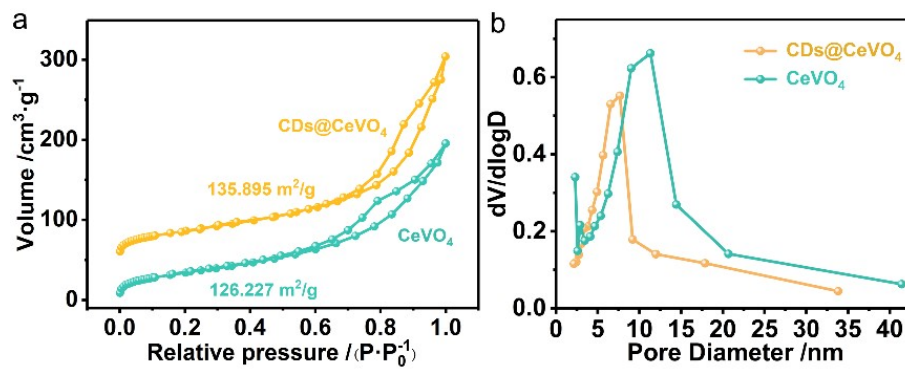 a
300
200
100
0
Volume /cm³·g⁻¹
CDs@CeVO₄
135.895 m²/g
CeVO₄
126.227 m²/g
0.0 0.2 0.4 0.6 0.8 1.0
Relative pressure /(P·P₀⁻¹)
b
0.6
0.4
0.2
0.0
dV/dlogD
CDs@CeVO₄
CeVO₄
0 5 10 15 20 25 30 35 40
Pore Diameter /nm